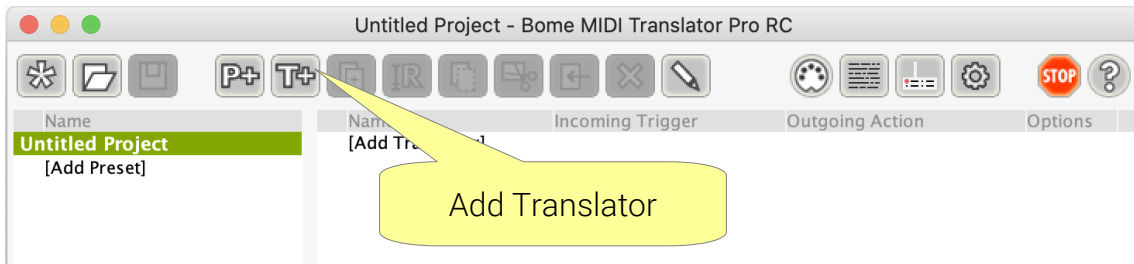 Untitled Project - Bome MIDI Translator Pro RC
P+ T+ R STOP ?
Name
Untitled Project
[Add Preset]
Incoming Trigger Outgoing Action Options
[Add
Add Translator